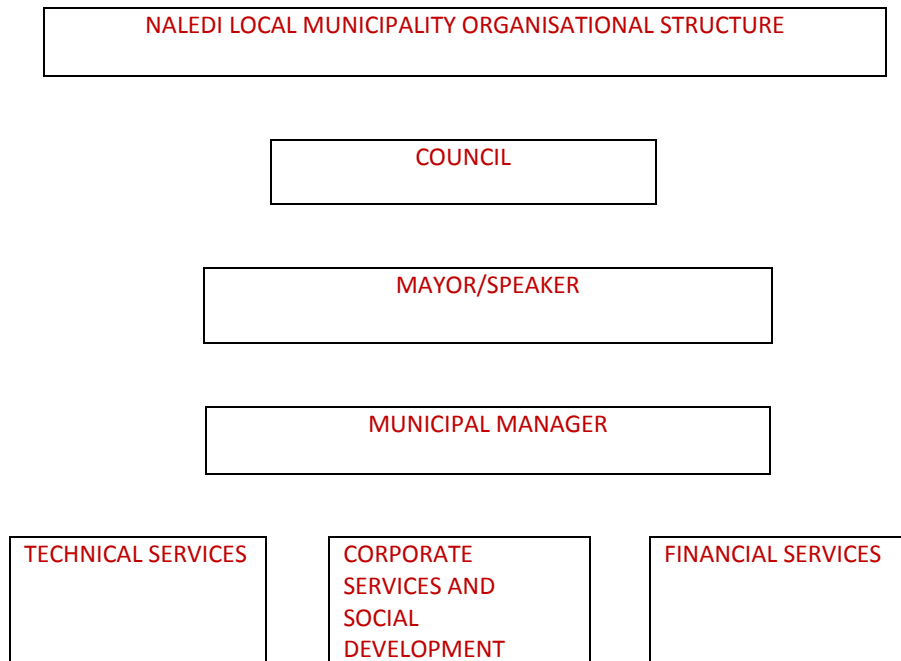 NALEDI LOCAL MUNICIPALITY ORGANISATIONAL STRUCTURE
COUNCIL
MAYOR/SPEAKER
MUNICIPAL MANAGER
TECHNICAL SERVICES
CORPORATE
SERVICES AND
SOCIAL
DEVELOPMENT
FINANCIAL SERVICES